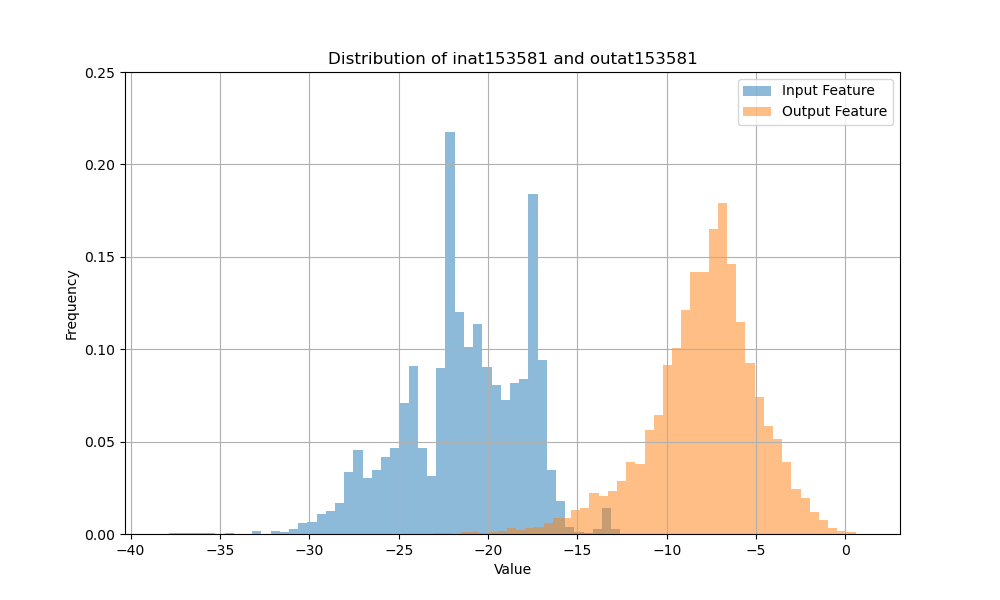 Distribution of inat153581 and outat153581
Input Feature
Output Feature
Frequency
0.25
0.20
0.15
0.10
0.05
0.00
−40 −35 −30 −25 −20 −15 −10 −5 0
Value